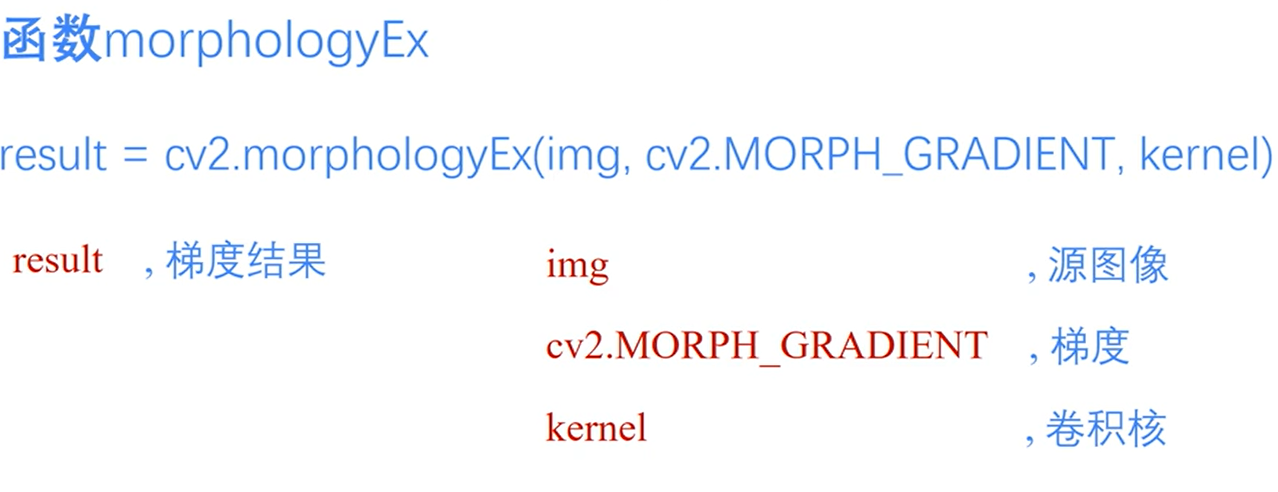 函数morphologyEx
result = cv2.morphologyEx(img, cv2.MORPH_GRADIENT, kernel)
result , 梯度结果 img , 源图像
cv2.MORPH_GRADIENT , 梯度
kernel , 卷积核